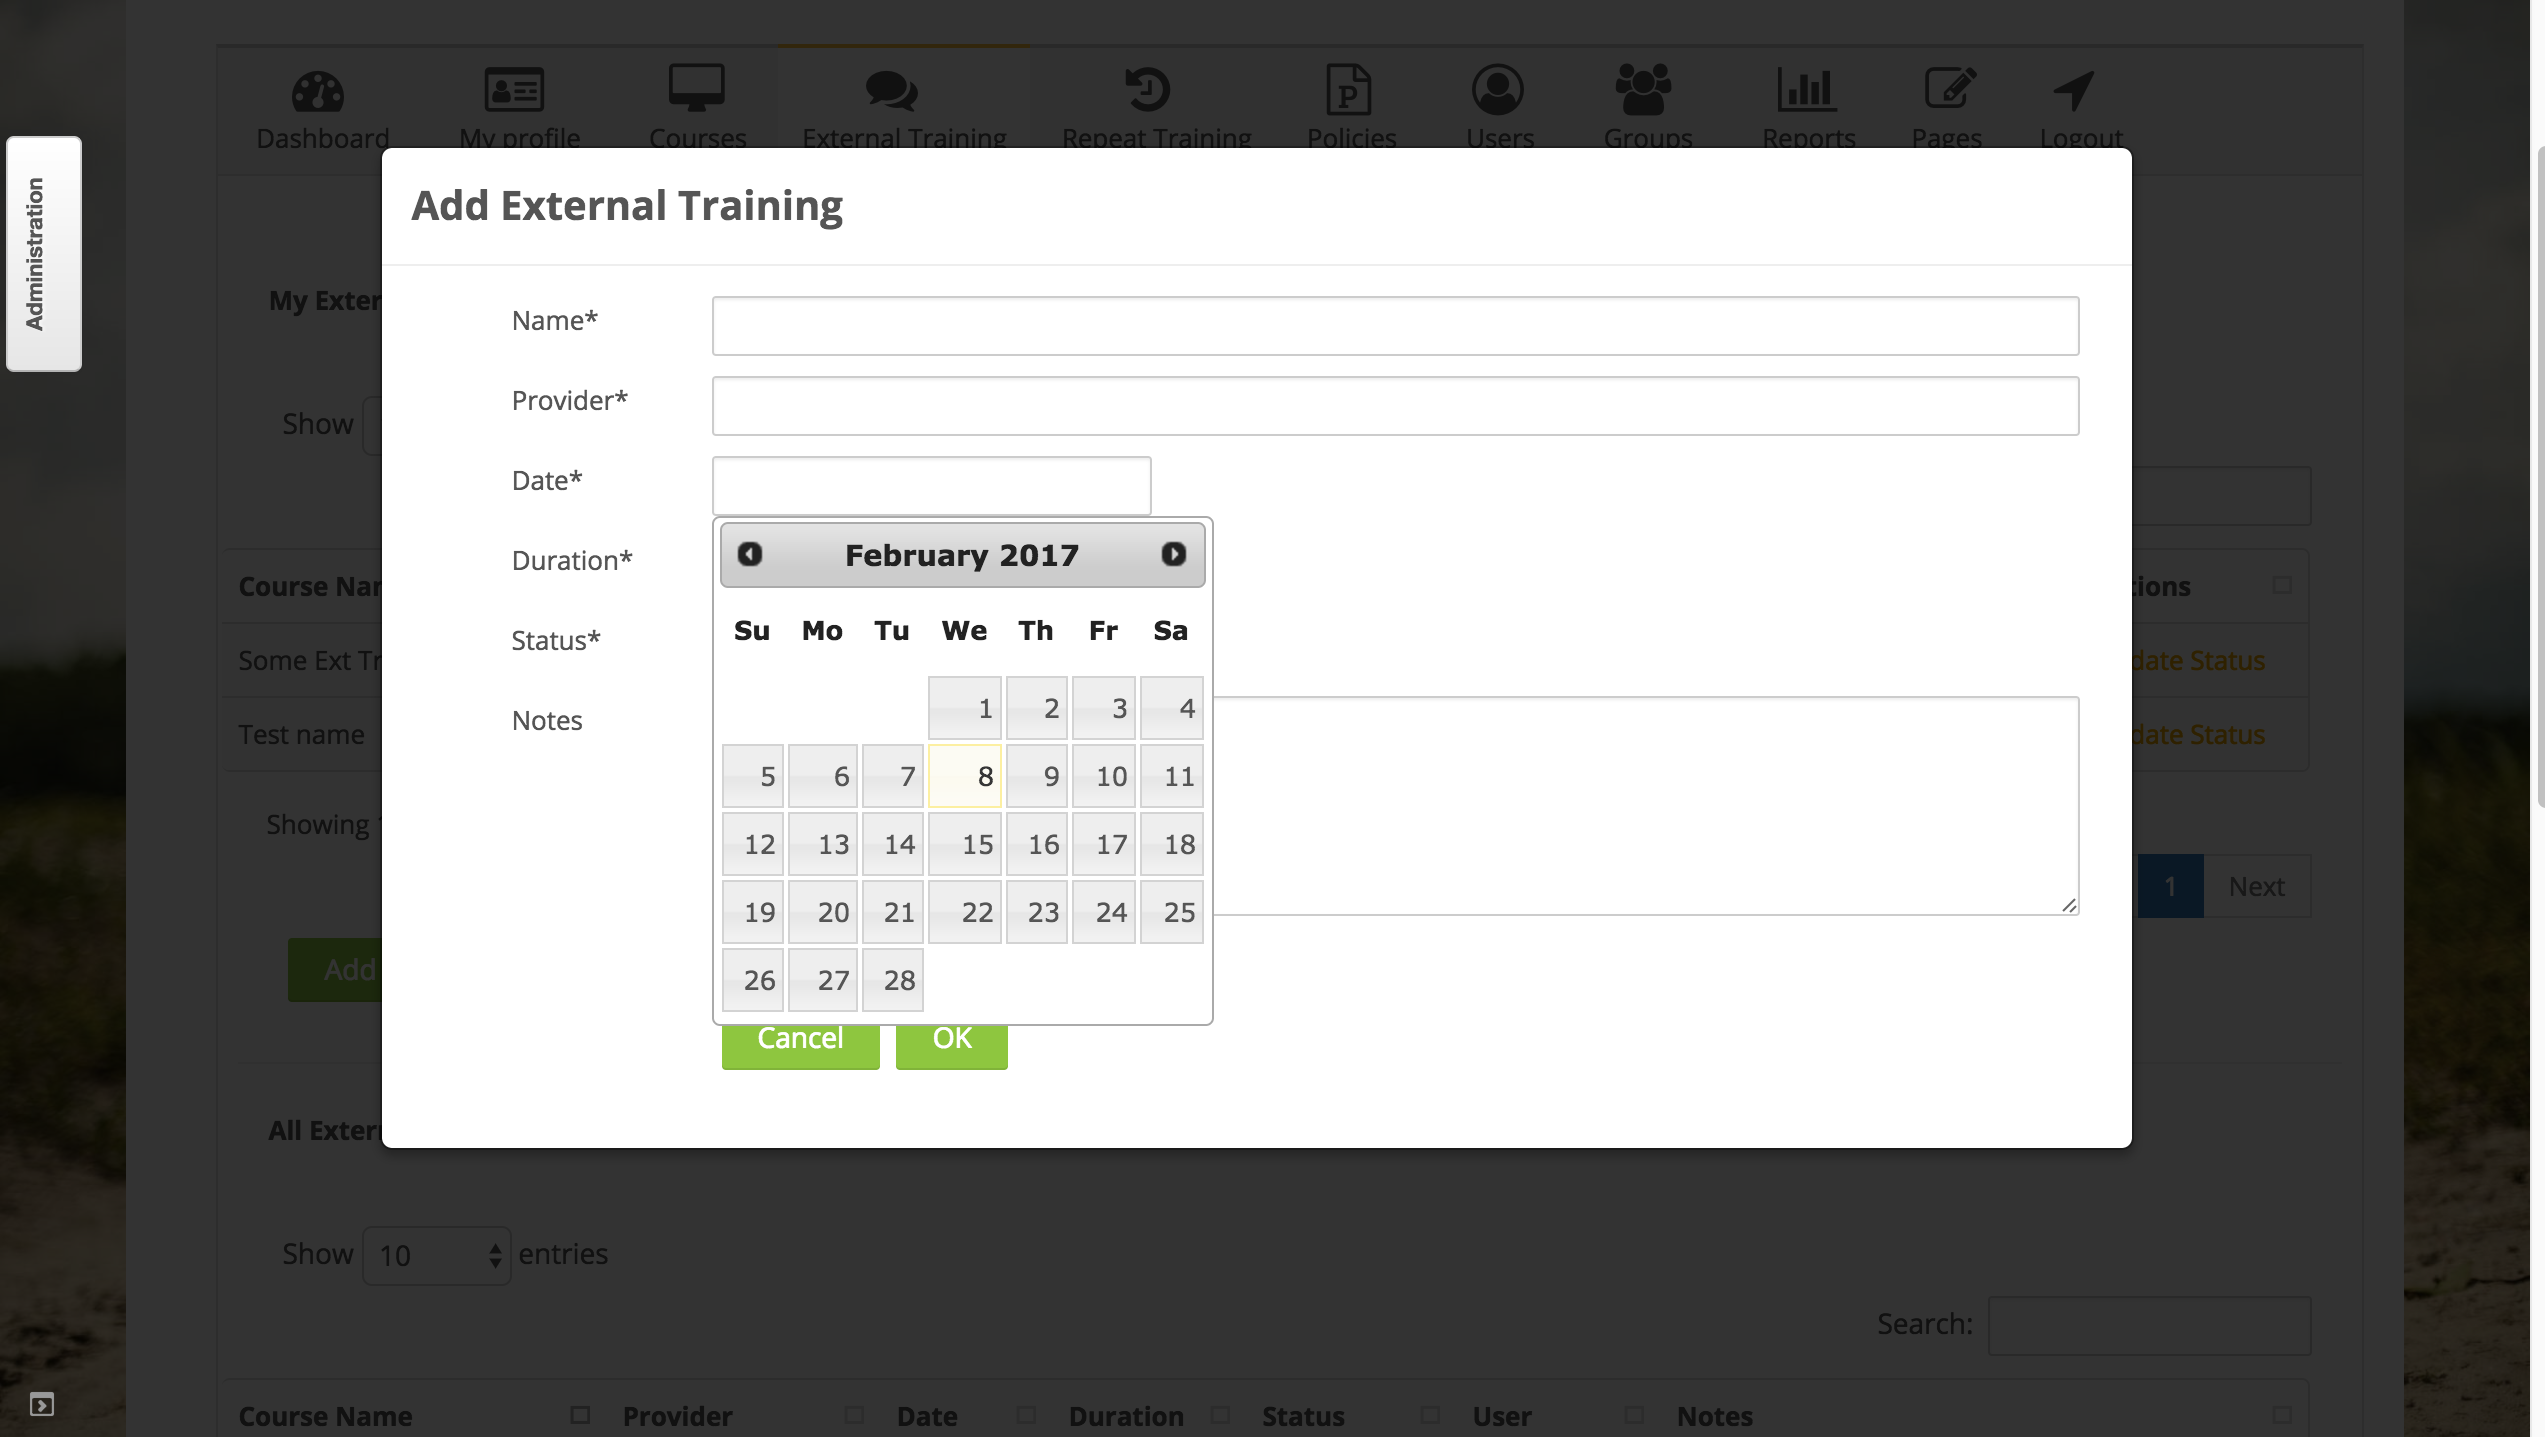 Dashboard My profile Courses External Training Repeat Training Policies Users Groups Reports Pages Logout
Administration
Add External Training
My Exter
Name*
Provider*
Show
Date*
February 2017
Duration*
Course Nar
tions
Su Mo Tu We Th Fr Sa
Status*
Some Ext Tr
date Status
1 2 3 4
Notes
Test name
date Status
5 6 7 8 9 10 11
Showing
12 13 14 15 16 17 18
1 Next
19 20 21 22 23 24 25
Add
26 27 28
Cancel OK
All Extern
Show 10 entries
Search:
Course Name Provider Date Duration Status User Notes